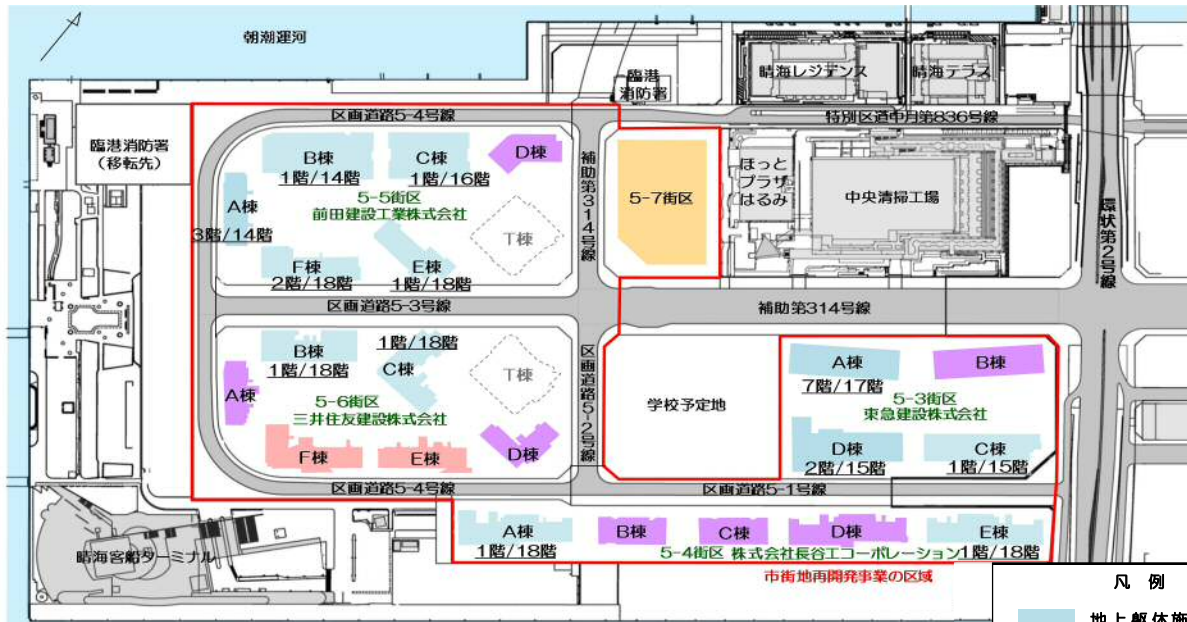 朝潮運河
臨港
消防署
晴海レジデンス
晴海テラス
区画道路5-4号線
特別区道中月第836号線
臨港消防署
(移転先)
B棟
1階/14階
C棟
1階/16階
D棟
A棟
3階/14階
5-5街区
前田建設工業株式会社
T棟
F棟
2階/18階
E棟
1階/18階
補助第314号線
5-7街区
ほっと
プラザ
はるみ
中央清掃工場
環状第2号線
区画道路5-3号線
補助第314号線
B棟
1階/18階
1階/18階
C棟
T棟
A棟
5-6街区
三井住友建設株式会社
F棟
E棟
D棟
区画道路5-2号線
学校予定地
A棟
7階/17階
B棟
5-3街区
東急建設株式会社
D棟
2階/15階
C棟
1階/15階
区画道路5-4号線
区画道路5-1号線
晴海客船ターミナル
A棟
1階/18階
B棟
C棟
D棟
E棟
1階/18階
5-4街区 株式会社長谷工コーポレーション
市街地再開発事業の区域
凡 例
地上躯体施